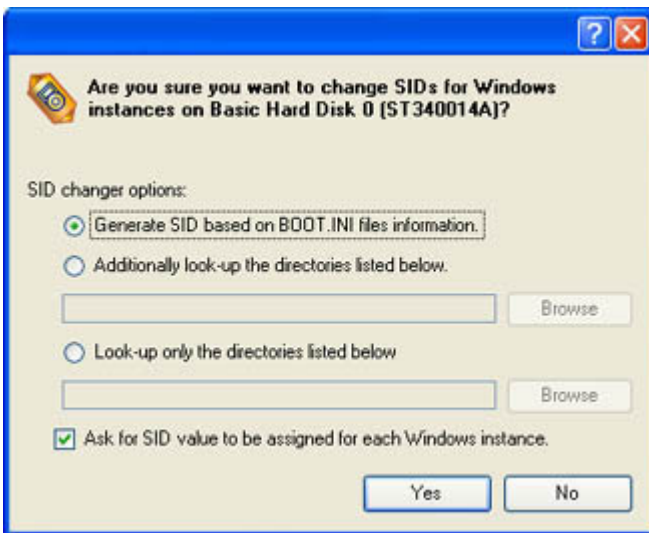 Are you sure you want to change SIDs for Windows
instances on Basic Hard Disk 0 (ST340014A)?
SID changer options:
Generate SID based on BOOT.INI files information.
Additionally look-up the directories listed below.
Browse
Look-up only the directories listed below
Browse
Ask for SID value to be assigned for each Windows instance.
Yes
No